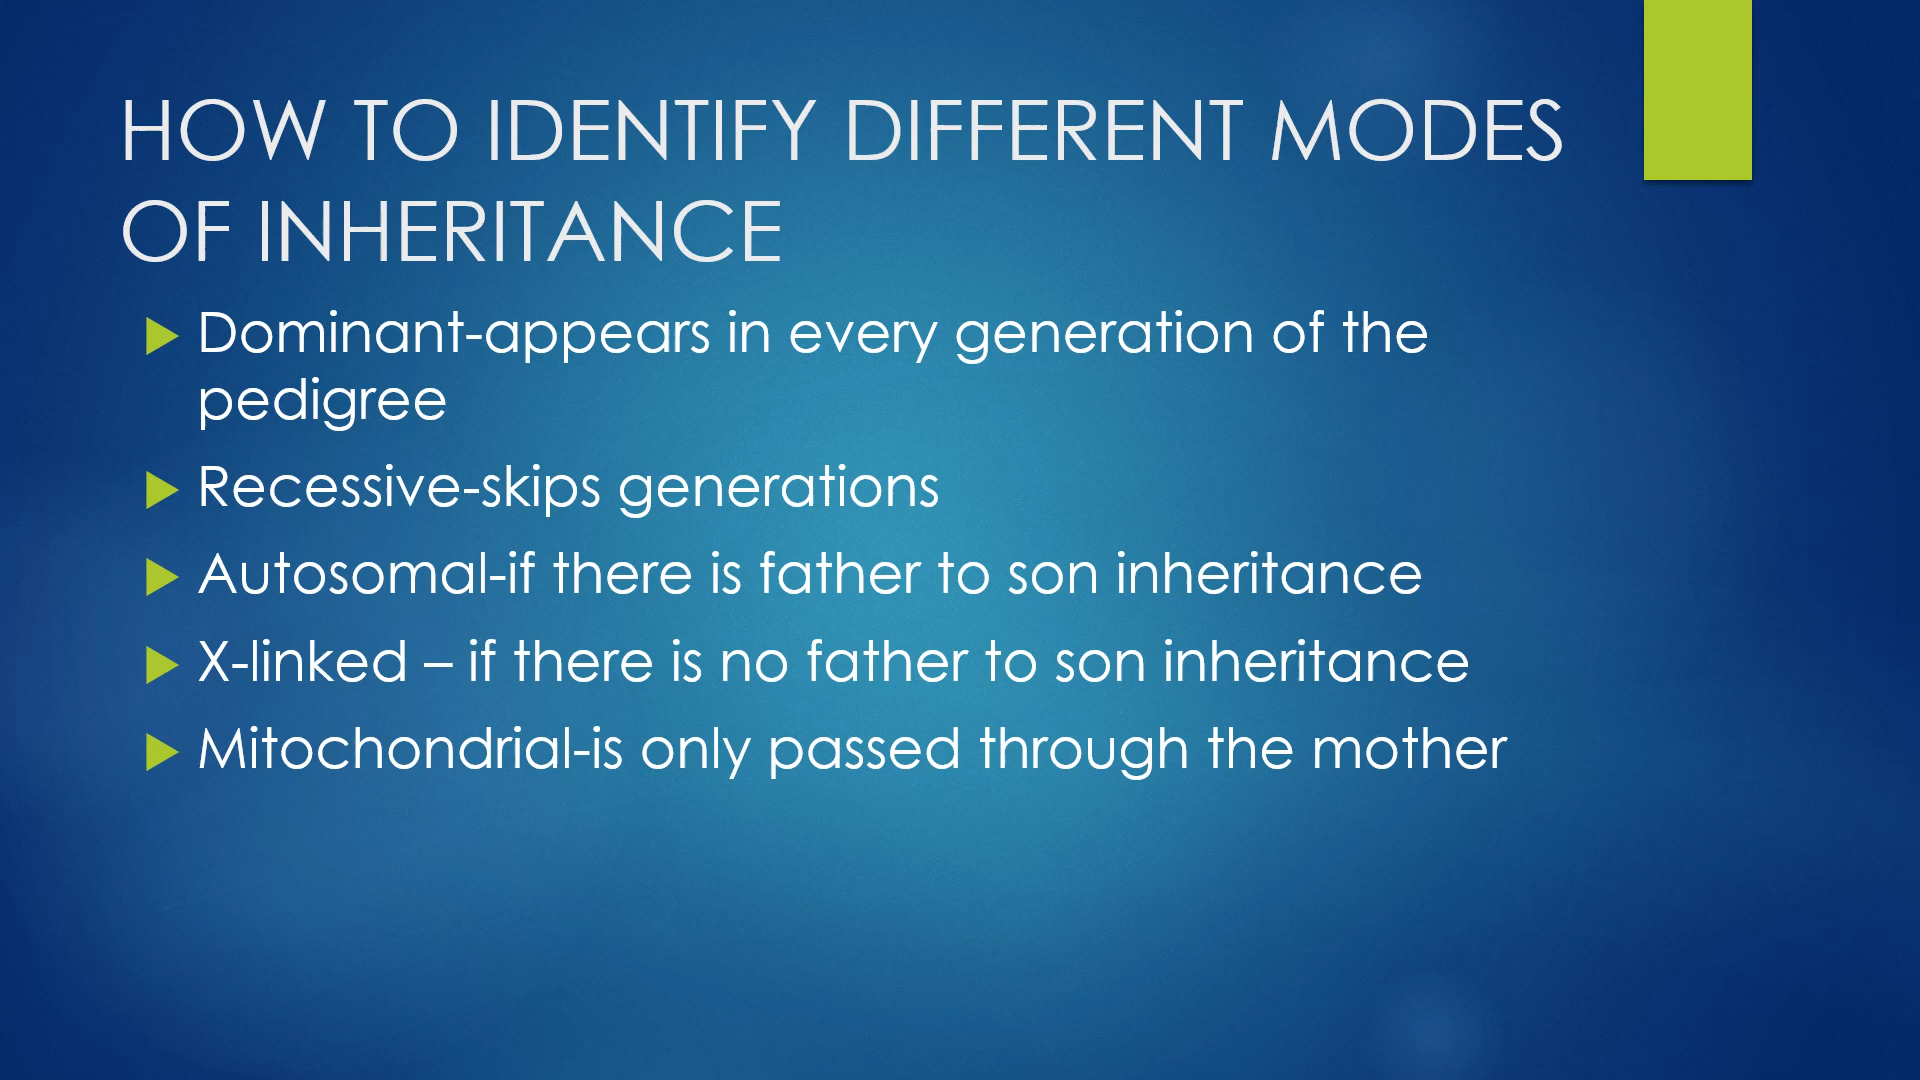 HOW TO IDENTIFY DIFFERENT MODES
OF INHERITANCE
Dominant-appears in every generation of the
pedigree
Recessive-skips generations
Autosomal-if there is father to son inheritance
X-linked – if there is no father to son inheritance
Mitochondrial-is only passed through the mother